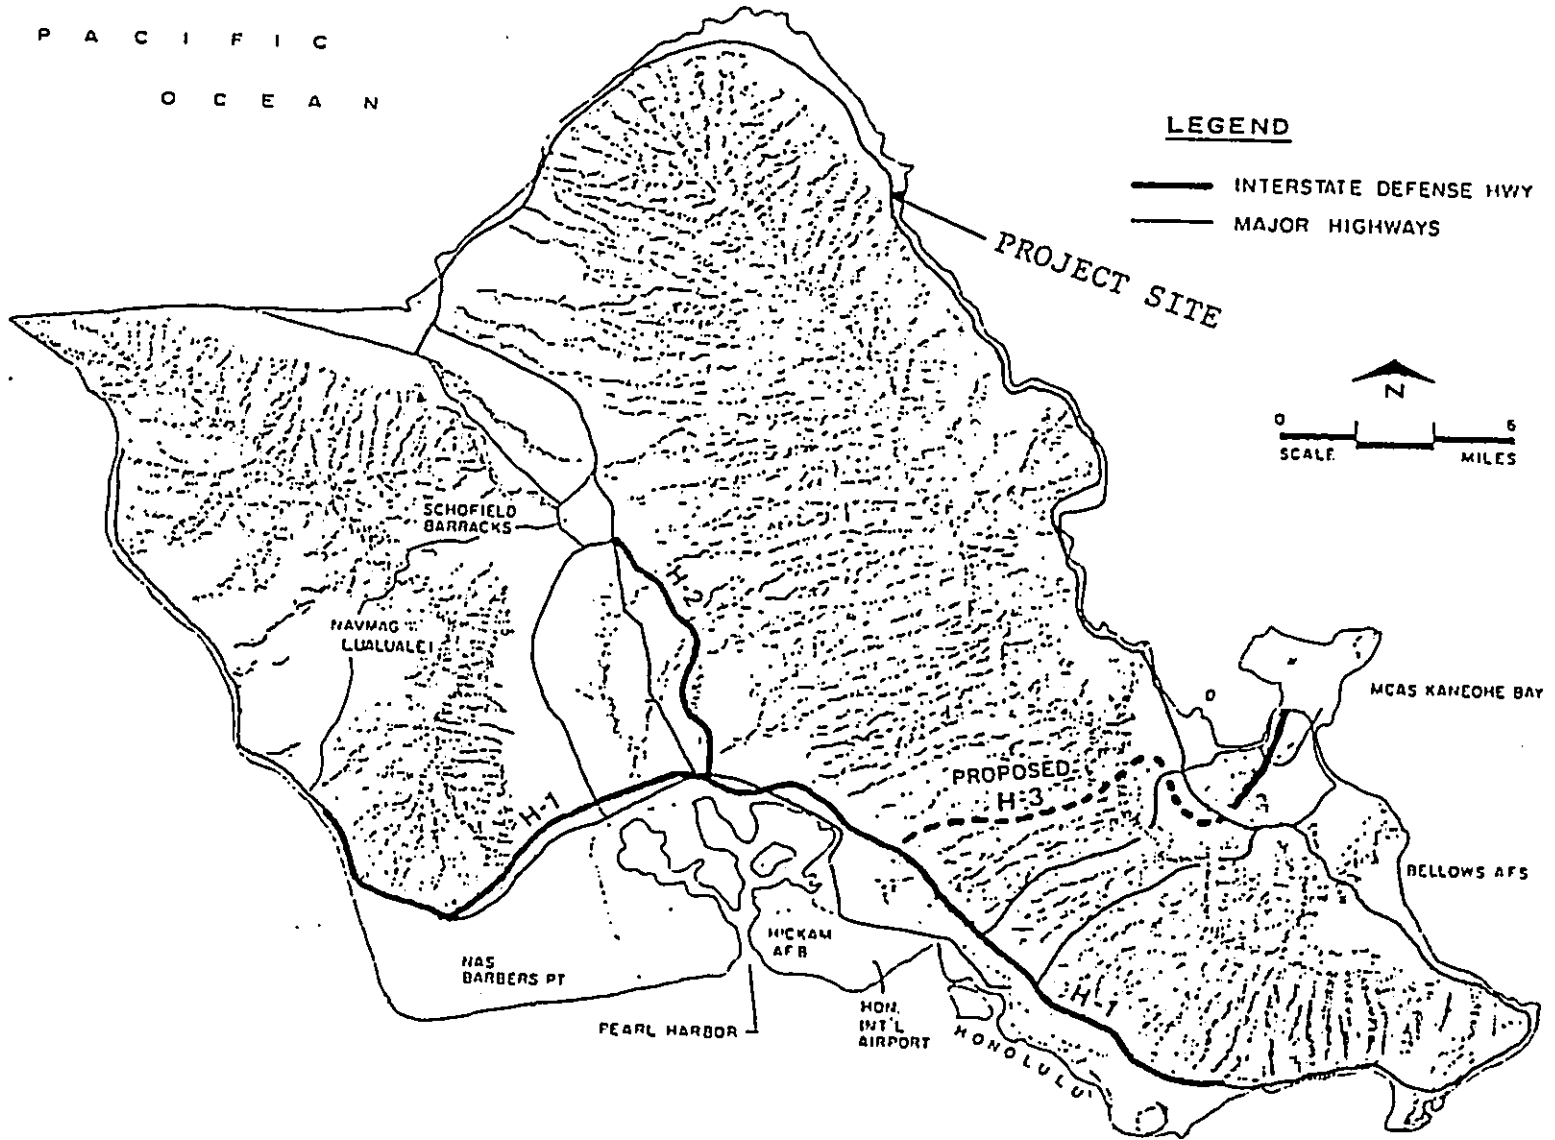 PACIFIC
OCEAN
LEGEND
INTERSTATE DEFENSE HWY
MAJOR HIGHWAYS
PROJECT SITE
N
0 6
SCALE MILES
SCHOFIELD
BARRACKS
H-2
NAVMAG
LUALUALEI
MCAS KANEOHE BAY
PROPOSED
H-3
H-1
BELLOWS AFS
HICKAM
AFB
NAS
BARBERS PT
PEARL HARBOR
HON.
INT'L
AIRPORT
H-1
HONOLULU